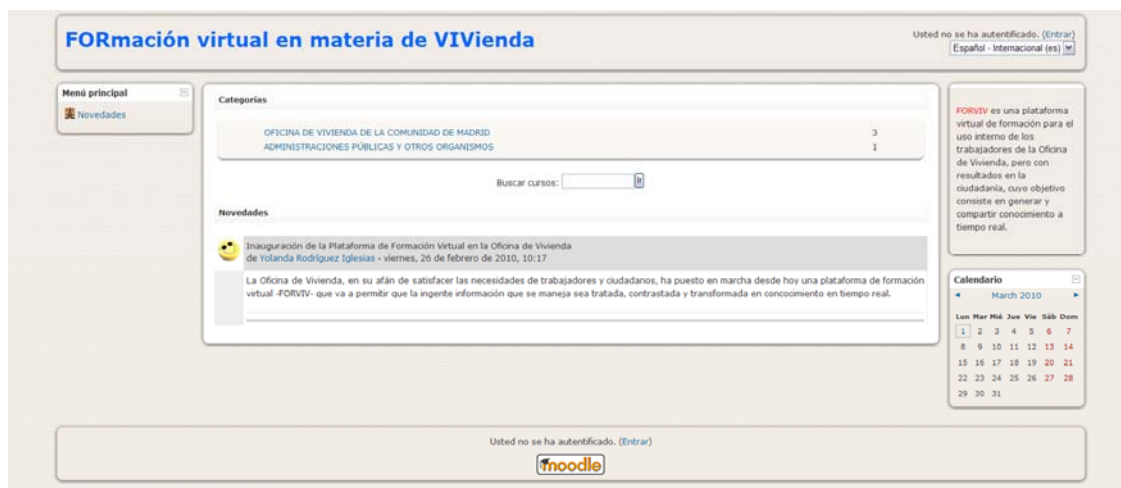 FORmación virtual en materia de VIVienda
Usted no se ha autentificado. (Entrar)
Español - Internacional (es)
Menú principal
Novedades
Categorías
OFICINA DE VIVIENDA DE LA COMUNIDAD DE MADRID 3
ADMINISTRACIONES PÚBLICAS Y OTROS ORGANISMOS 1
Buscar cursos: Ir
Novedades
Inauguración de la Plataforma de Formación Virtual en la Oficina de Vivienda
de Yolanda Rodríguez Iglesias - viernes, 26 de febrero de 2010, 10:17
La Oficina de Vivienda, en su afán de satisfacer las necesidades de trabajadores y ciudadanos, ha puesto en marcha desde hoy una plataforma de formación
virtual -FORVIV- que va a permitir que la ingente información que se maneja sea tratada, contrastada y transformada en concocimiento en tiempo real.
FORVIV es una plataforma
virtual de formación para el
uso interno de los
trabajadores de la Oficina
de Vivienda, pero con
resultados en la
ciudadanía, cuyo objetivo
consiste en generar y
compartir conocimiento a
tiempo real.
Calendario
◄ March 2010 ►
Lun Mar Mié Jue Vie Sáb Dom
1 2 3 4 5 6 7
8 9 10 11 12 13 14
15 16 17 18 19 20 21
22 23 24 25 26 27 28
29 30 31
Usted no se ha autentificado. (Entrar)
moodle